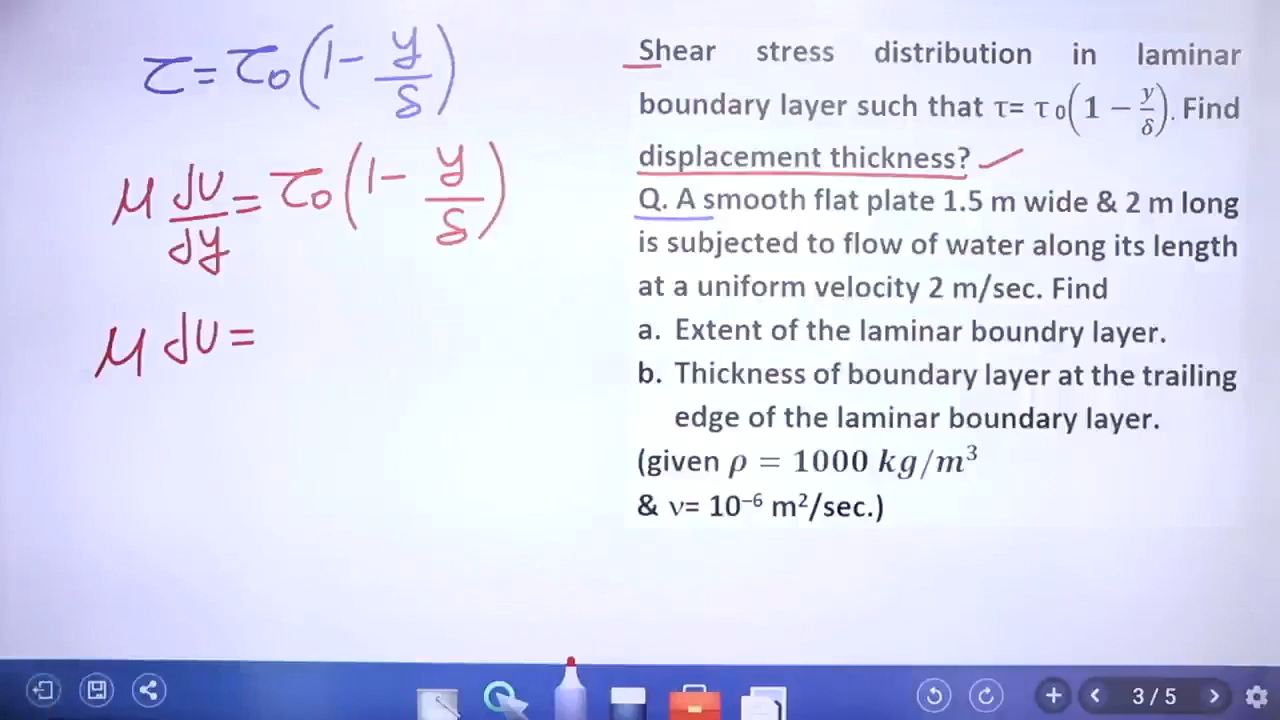 τ = τ₀(1 - y/δ)
μ du/dy = τ₀(1 - y/δ)
μ du =
Shear stress distribution in laminar
boundary layer such that τ= τ₀(1 − y/δ). Find
displacement thickness?
Q. A smooth flat plate 1.5 m wide & 2 m long
is subjected to flow of water along its length
at a uniform velocity 2 m/sec. Find
a. Extent of the laminar boundry layer.
b. Thickness of boundary layer at the trailing
edge of the laminar boundary layer.
(given ρ = 1000 kg/m³
& ν= 10⁻⁶ m²/sec.)
3 / 5